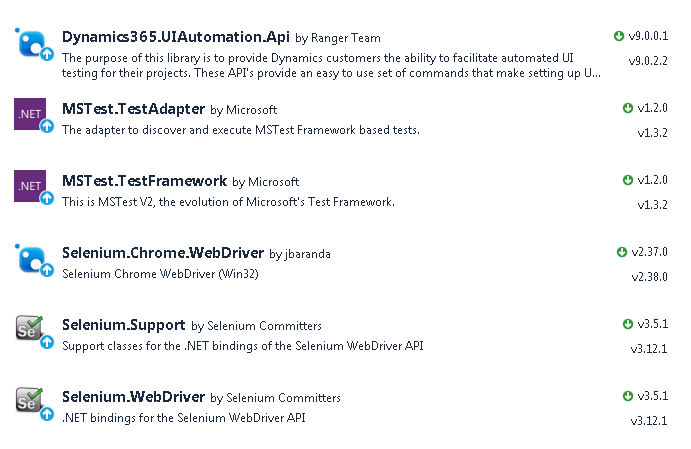 Dynamics365.UIAutomation.Api by Ranger Team v9.0.0.1
The purpose of this library is to provide Dynamics customers the ability to facilitate automated UI v9.0.2.2
testing for their projects. These API's provide an easy to use set of commands that make setting up U...
.NET MSTest.TestAdapter by Microsoft v1.2.0
The adapter to discover and execute MSTest Framework based tests. v1.3.2
.NET MSTest.TestFramework by Microsoft v1.2.0
This is MSTest V2, the evolution of Microsoft's Test Framework. v1.3.2
Selenium.Chrome.WebDriver by jbaranda v2.37.0
Selenium Chrome WebDriver (Win32) v2.38.0
Se Selenium.Support by Selenium Committers v3.5.1
Support classes for the .NET bindings of the Selenium WebDriver API v3.12.1
Se Selenium.WebDriver by Selenium Committers v3.5.1
.NET bindings for the Selenium WebDriver API v3.12.1